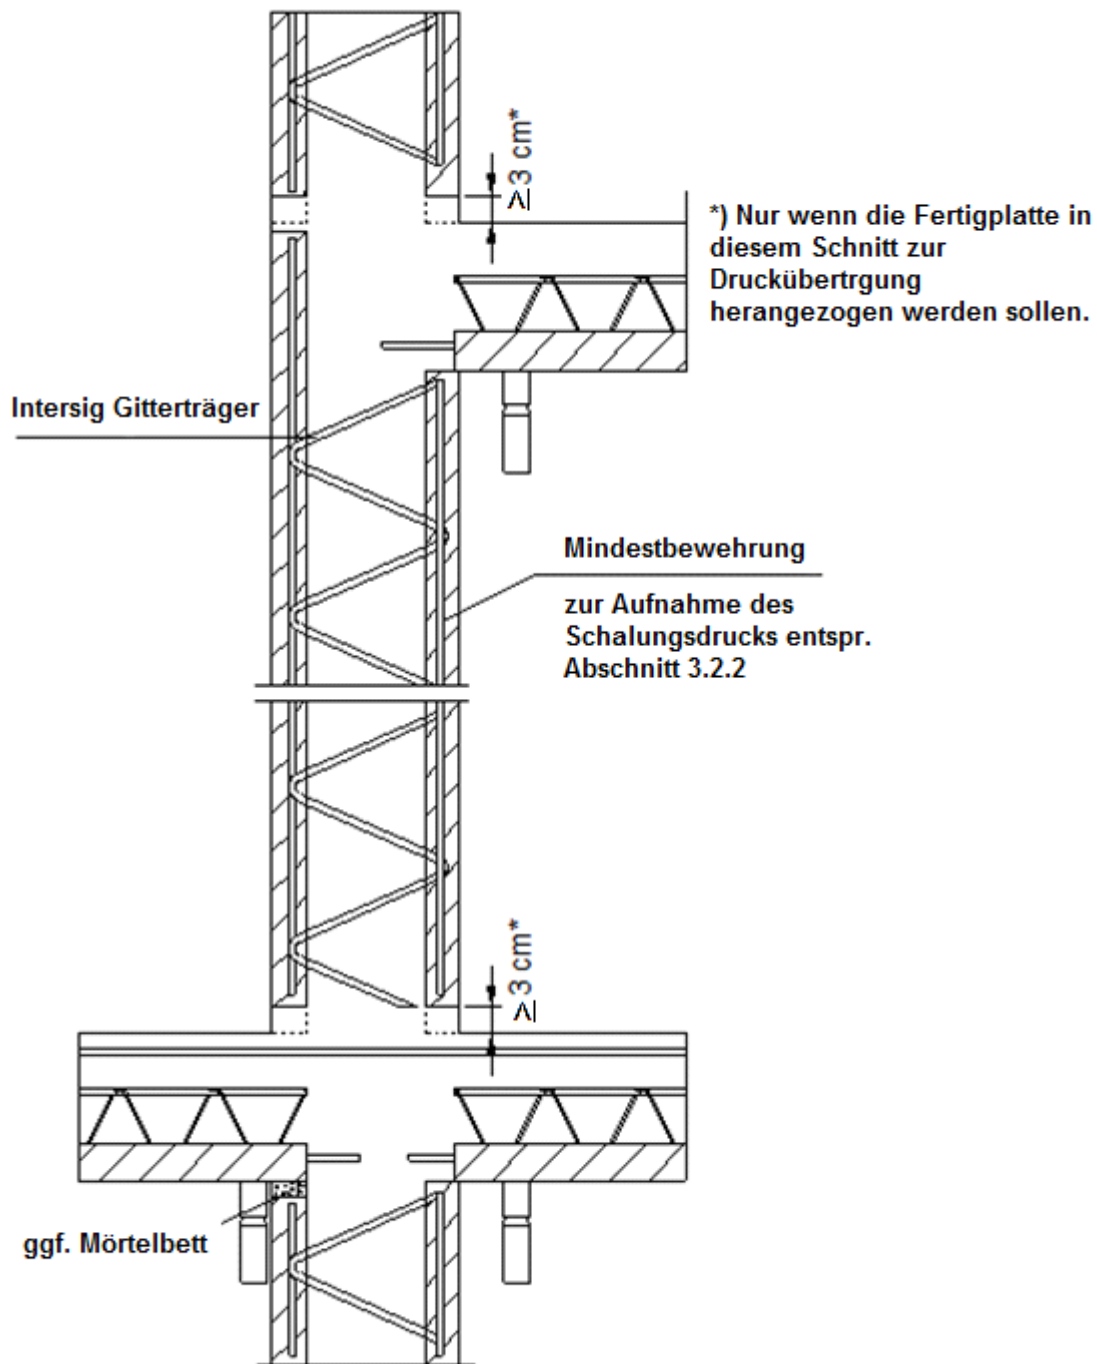 ≥3 cm*
*) Nur wenn die Fertigplatte in
diesem Schnitt zur
Druckübertrgung
herangezogen werden sollen.
Intersig Gitterträger
Mindestbewehrung
zur Aufnahme des
Schalungsdrucks entspr.
Abschnitt 3.2.2
≥3 cm*
ggf. Mörtelbett